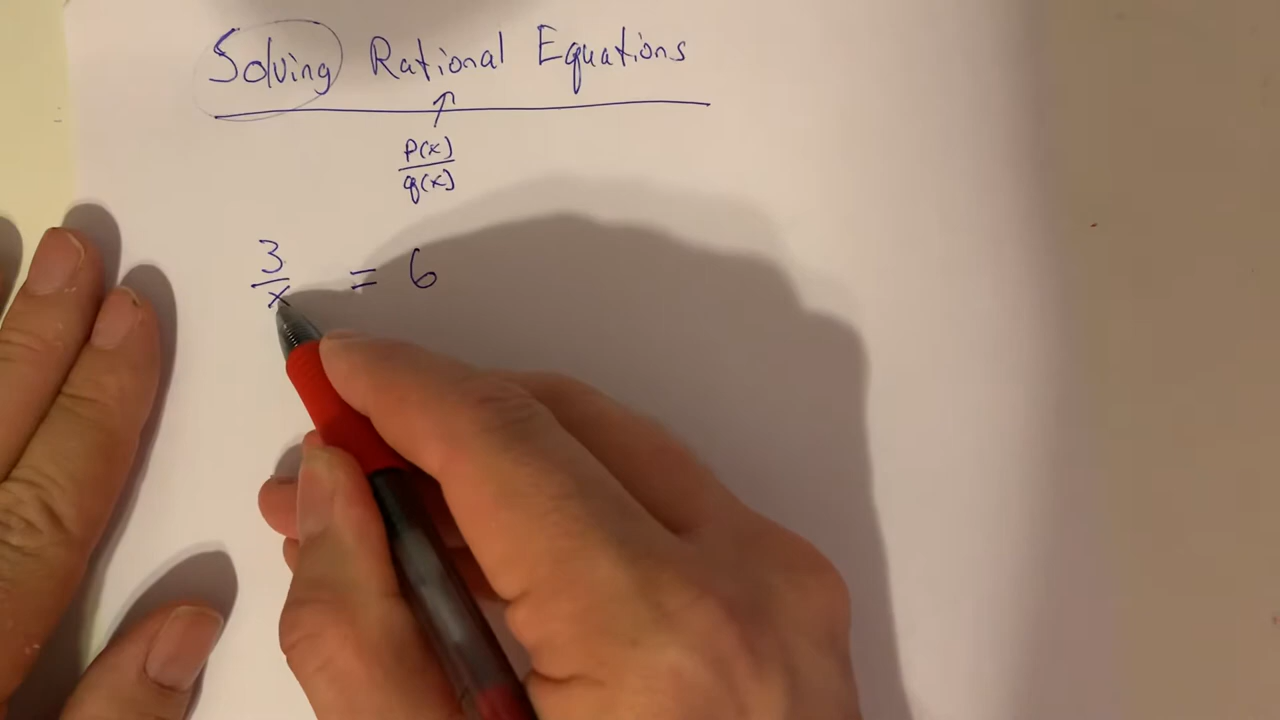 Solving Rational Equations
↑
p(x)
q(x)
3
x = 6